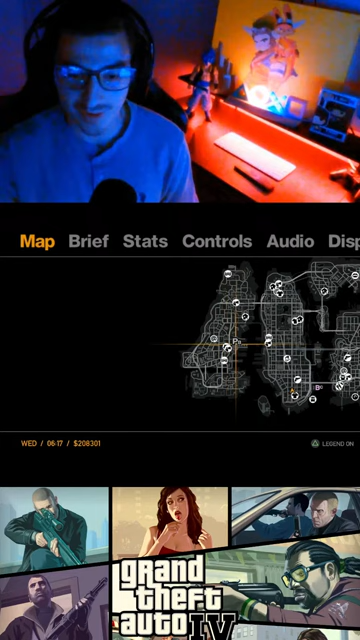 Map Brief Stats Controls Audio Disp
WED / 06:17 / $208301
LEGEND ON
grand
theft
auto IV